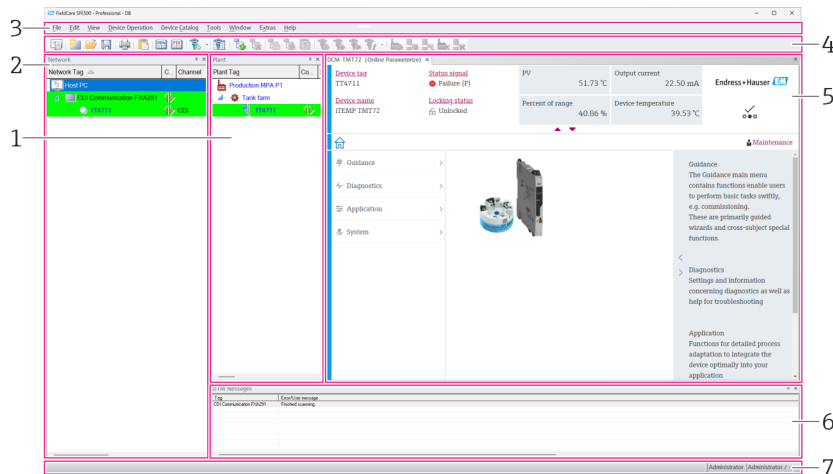 FieldCare SFE500 - Professional - DB
3
File Edit View Device Operation Device Catalog Tools Window Extras Help
4
2
Network
Network Tag C... Channel
Host PC
CDI Communication FXA291
TT4711 CDI
1
Plant
Plant Tag Co...
Production MPA P1
Tank farm
TT4711
DCM-TMT72 (Online Parameterize)
Device tag
TT4711
Status signal
Failure (F)
PV
51.73 °C
Output current
22.50 mA
Endress+Hauser
5
Device name
ITEMP TMT72
Locking status
Unlocked
Percent of range
40.86 %
Device temperature
39.53 °C
Maintenance
Guidance
Diagnostics
Application
System
Guidance
The Guidance main menu
contains functions enable users
to perform basic tasks swiftly,
e.g. commissioning.
These are primarily guided
wizards and cross-subject special
functions.
Diagnostics
Settings and information
concerning diagnostics as well as
help for troubleshooting
Application
Functions for detailed process
adaptation to integrate the
device optimally into your
application
DTM messages
Tag Error/User message
CDI Communication FXA291 Finished scanning.
6
Administrator Administrator
7